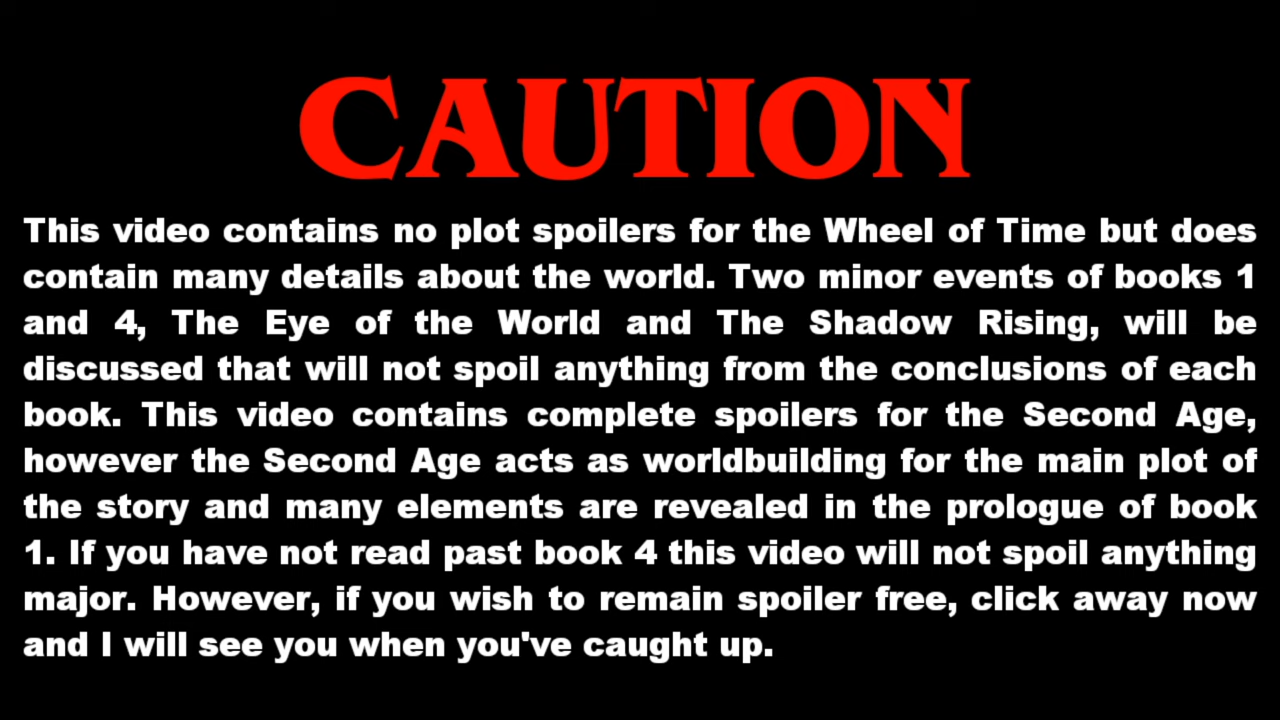 CAUTION
This video contains no plot spoilers for the Wheel of Time but does
contain many details about the world. Two minor events of books 1
and 4, The Eye of the World and The Shadow Rising, will be
discussed that will not spoil anything from the conclusions of each
book. This video contains complete spoilers for the Second Age,
however the Second Age acts as worldbuilding for the main plot of
the story and many elements are revealed in the prologue of book
1. If you have not read past book 4 this video will not spoil anything
major. However, if you wish to remain spoiler free, click away now
and I will see you when you've caught up.